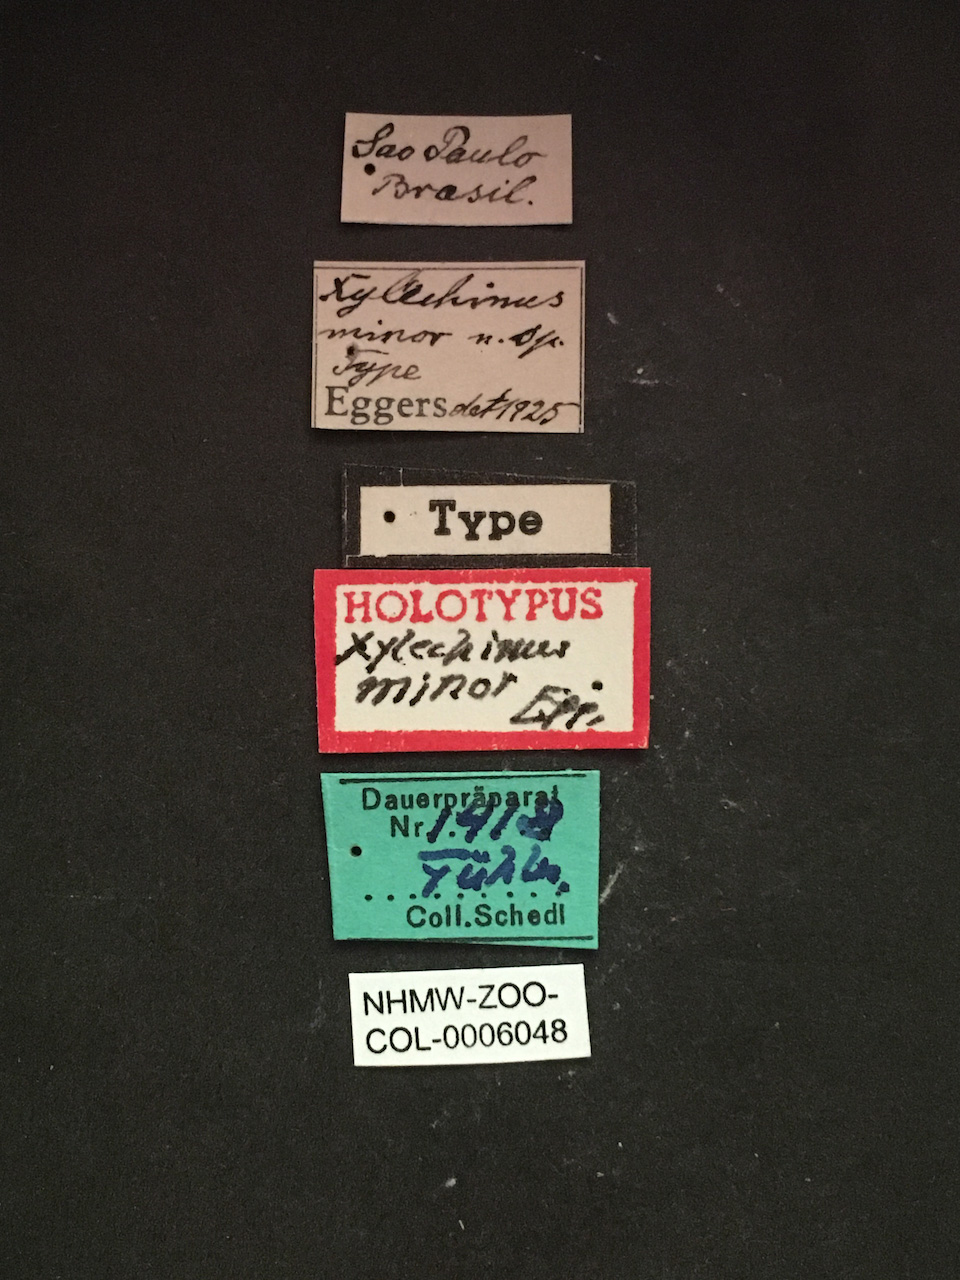 Sao Paulo
Brasil.
Xylechinus
minor n. sp.
Type
Eggers det 1925
Type
HOLOTYPUS
Xylechinus
minor
Dauerpräparat
Nr.
Fühler
Coll.Schedl
NHMW-ZOO-
COL-0006048